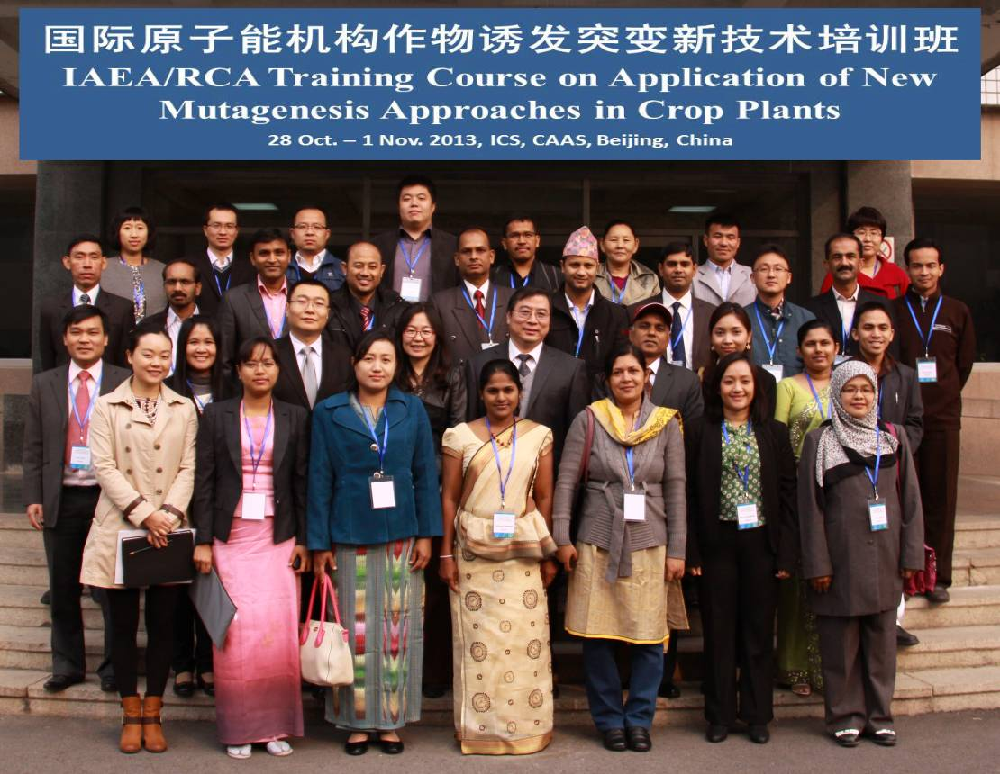 国际原子能机构作物诱发突变新技术培训班
IAEA/RCA Training Course on Application of New
Mutagenesis Approaches in Crop Plants
28 Oct. – 1 Nov. 2013, ICS, CAAS, Beijing, China